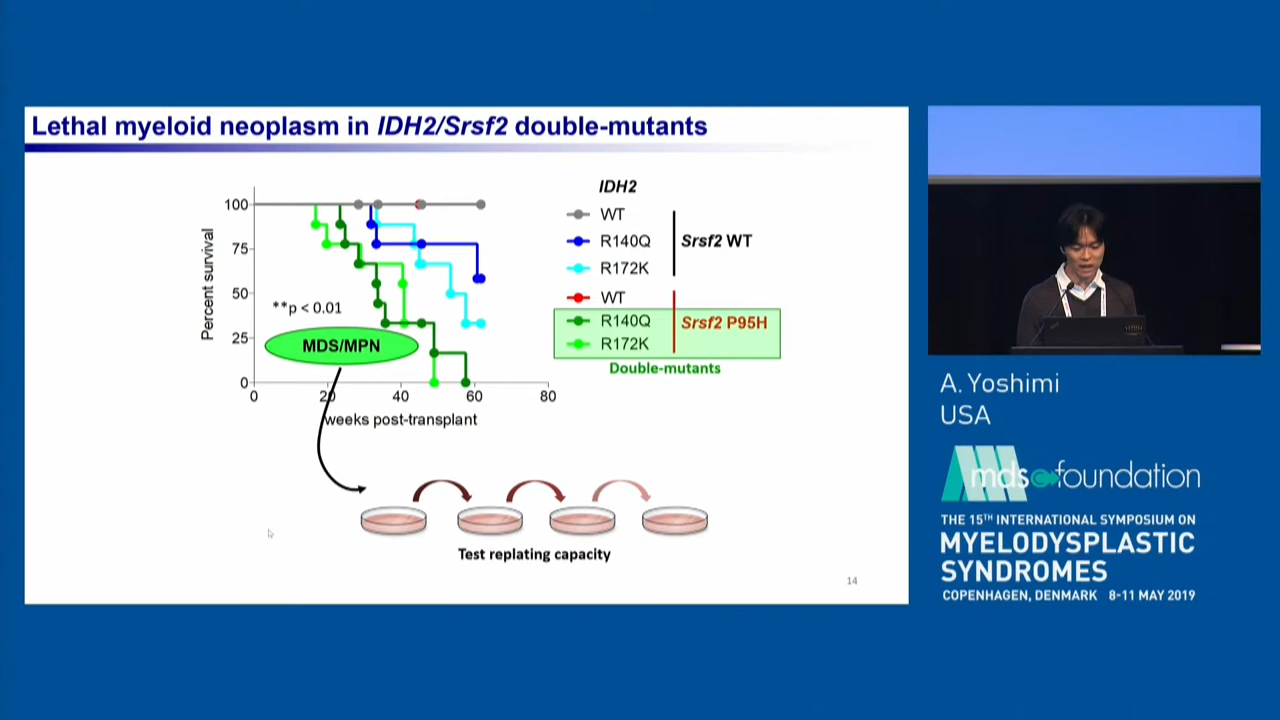 Lethal myeloid neoplasm in IDH2/Srsf2 double-mutants
Percent survival
100
75
50
25
0
0
20
40
60
80
weeks post-transplant
**p < 0.01
MDS/MPN
IDH2
WT
R140Q
R172K
Srsf2 WT
WT
R140Q
R172K
Srsf2 P95H
Double-mutants
Test replating capacity
14
A. Yoshimi
USA
mds foundation
THE 15TH INTERNATIONAL SYMPOSIUM ON
MYELODYSPLASTIC
SYNDROMES
COPENHAGEN, DENMARK 8-11 MAY 2019